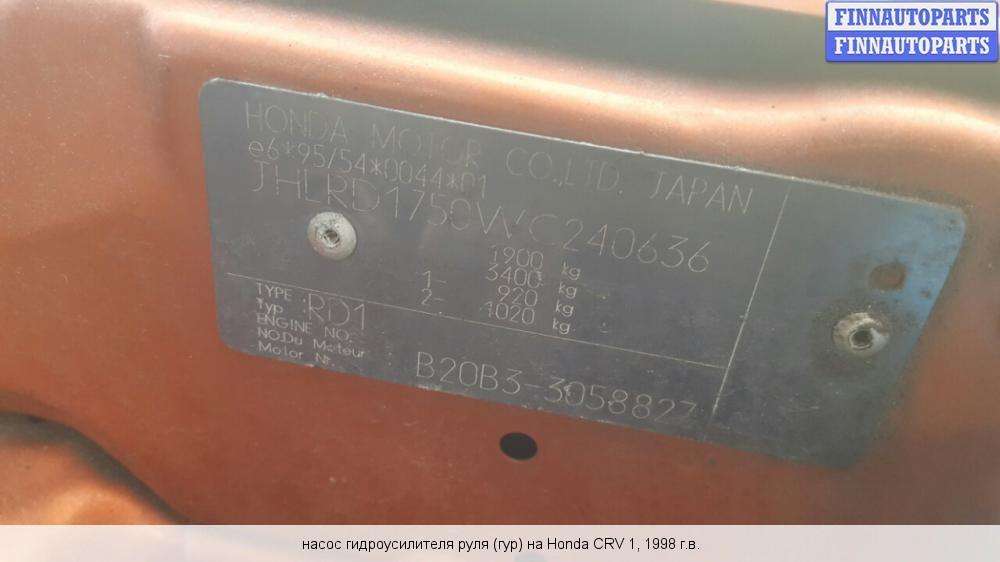 FINNAUTOPARTS
FINNAUTOPARTS
HONDA MOTOR CO.,LTD. JAPAN
e6*95/54*0044*01
JHLRD1750WC240636
1900 kg
3400 kg
1- 920 kg
2- 1020 kg
TYPE :
Typ : RD1
ENGINE NO.:
NO.Du Moteur
Motor Nr.
B20B3-3058827
насос гидроусилителя руля (гур) на Honda CRV 1, 1998 г.в.